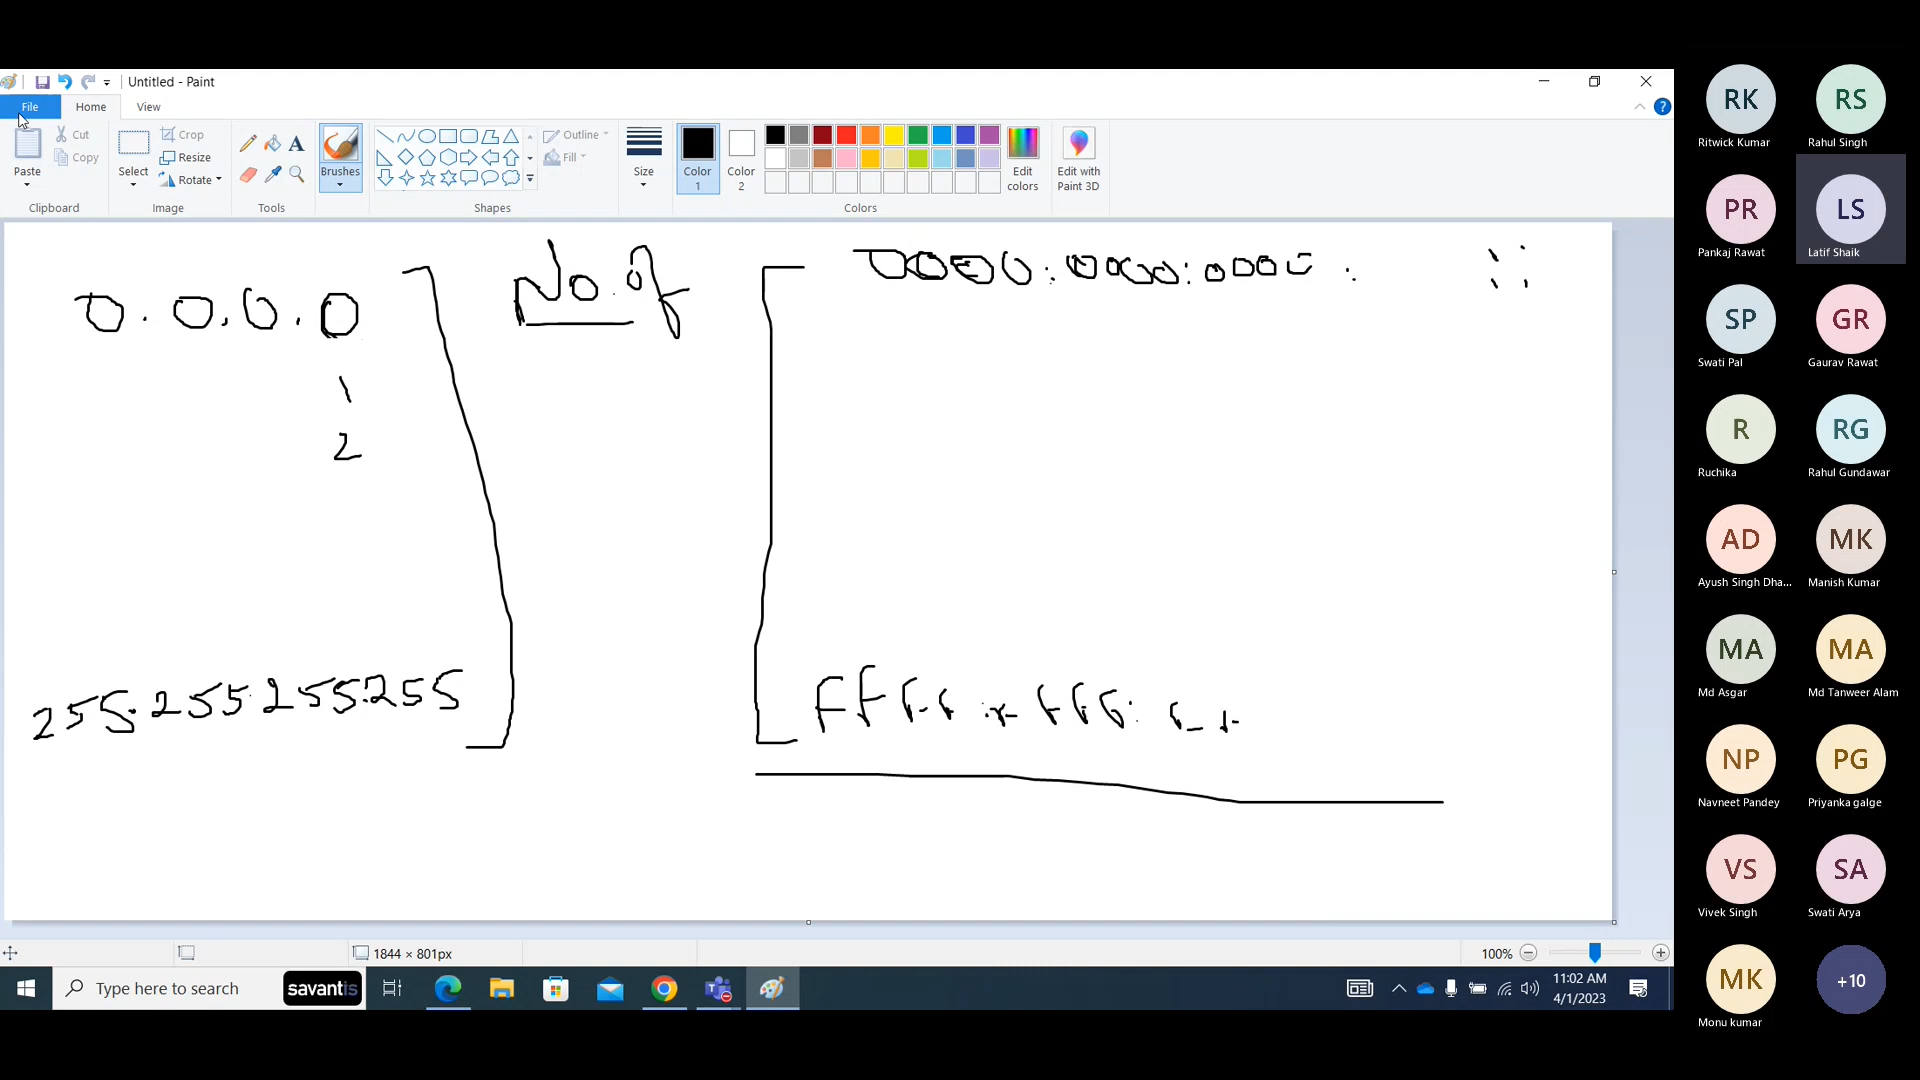 Untitled - Paint
File Home View
Cut
Copy
Paste
Clipboard
Select
Crop
Resize
Rotate
Image
Tools
Brushes
Outline
Fill
Shapes
Size
Color 1
Color 2
Edit colors
Colors
Edit with Paint 3D
0.0.0.0
1
2
255.255.255.255
No.of
0000:0000:0000:
::
1844 × 801px
100%
Type here to search
savantis
11:02 AM
4/1/2023
RK
RS
Ritwick Kumar
Rahul Singh
PR
LS
Pankaj Rawat
Latif Shaik
SP
GR
Swati Pal
Gaurav Rawat
R
RG
Ruchika
Rahul Gundawar
AD
MK
Ayush Singh Dha...
Manish Kumar
MA
MA
Md Asgar
Md Tanweer Alam
NP
PG
Navneet Pandey
Priyanka galge
VS
SA
Vivek Singh
Swati Arya
MK
+10
Monu kumar